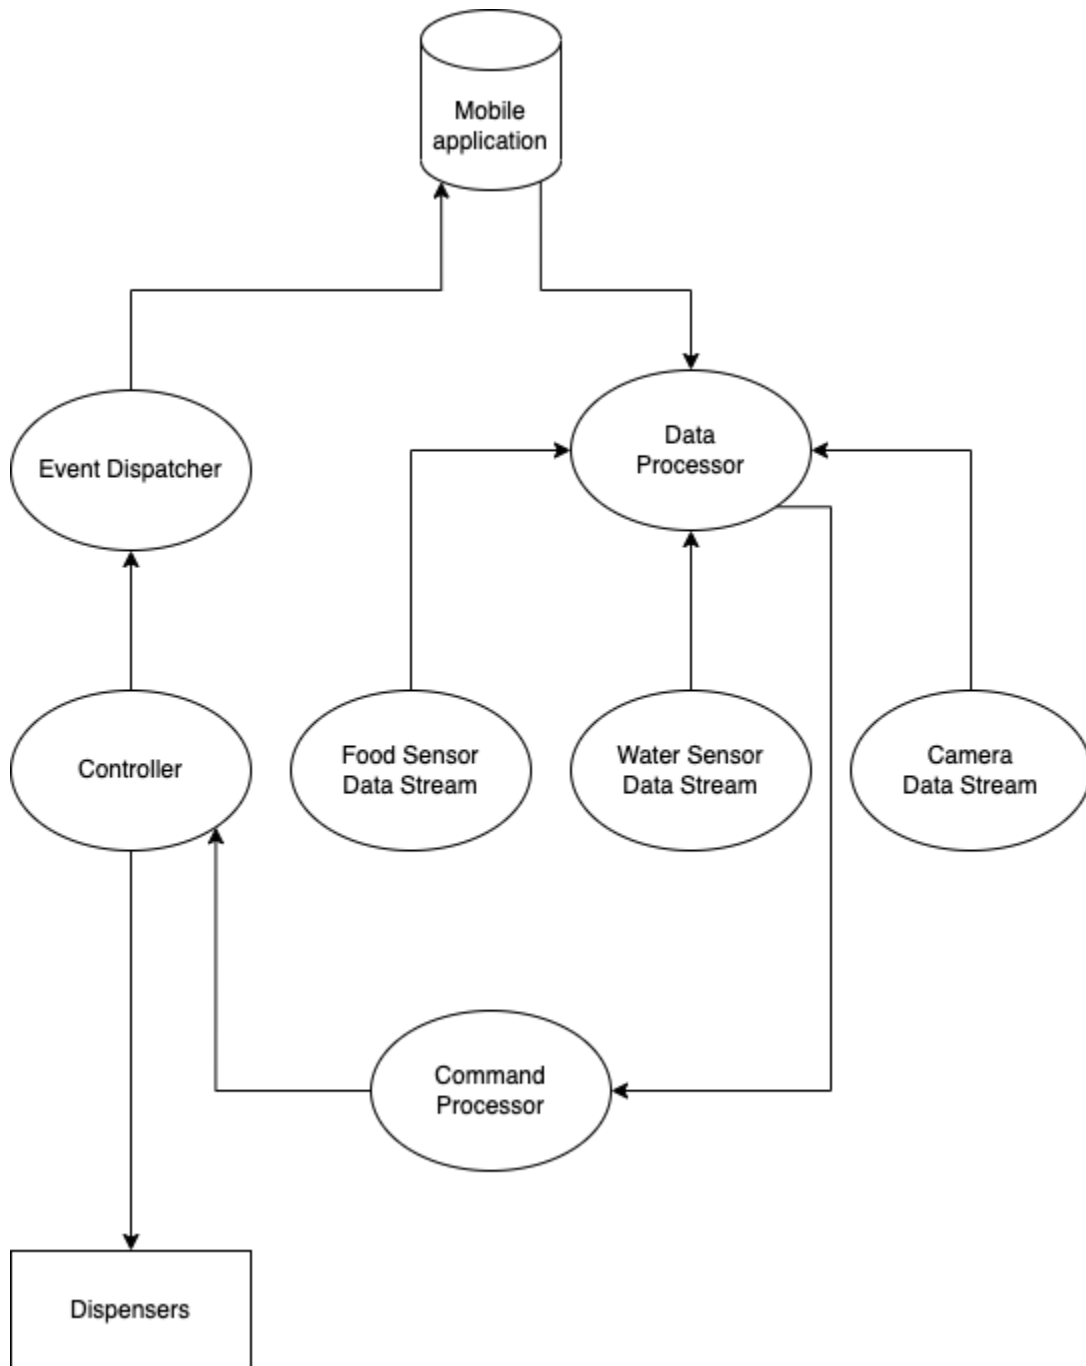 Mobile
application
Event Dispatcher
Data
Processor
Controller
Food Sensor
Data Stream
Water Sensor
Data Stream
Camera
Data Stream
Command
Processor
Dispensers